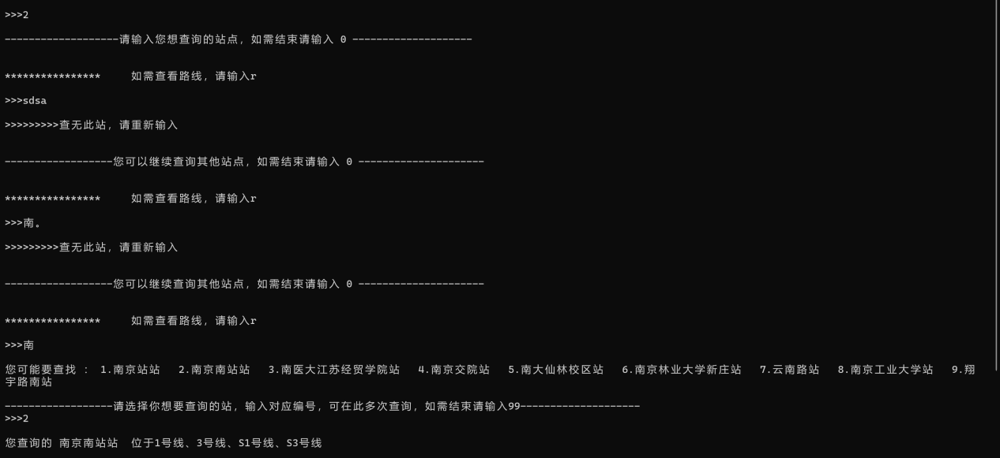 >>>2
-------------------请输入您想查询的站点，如需结束请输入 0 --------------------
****************     如需查看路线，请输入r
>>>sdsa
>>>>>>>>>查无此站，请重新输入
------------------您可以继续查询其他站点，如需结束请输入 0 ---------------------
****************     如需查看路线，请输入r
>>>南。
>>>>>>>>>查无此站，请重新输入
------------------您可以继续查询其他站点，如需结束请输入 0 ---------------------
****************     如需查看路线，请输入r
>>>南
您可能要查找 : 1.南京站站   2.南京南站站   3.南医大江苏经贸学院站   4.南京交院站   5.南大仙林校区站   6.南京林业大学新庄站   7.云南路站   8.南京工业大学站   9.翔
宇路南站
------------------请选择你想要查询的站，输入对应编号，可在此多次查询，如需结束请输入99--------------------
>>>2
您查询的 南京南站站  位于1号线、3号线、S1号线、S3号线